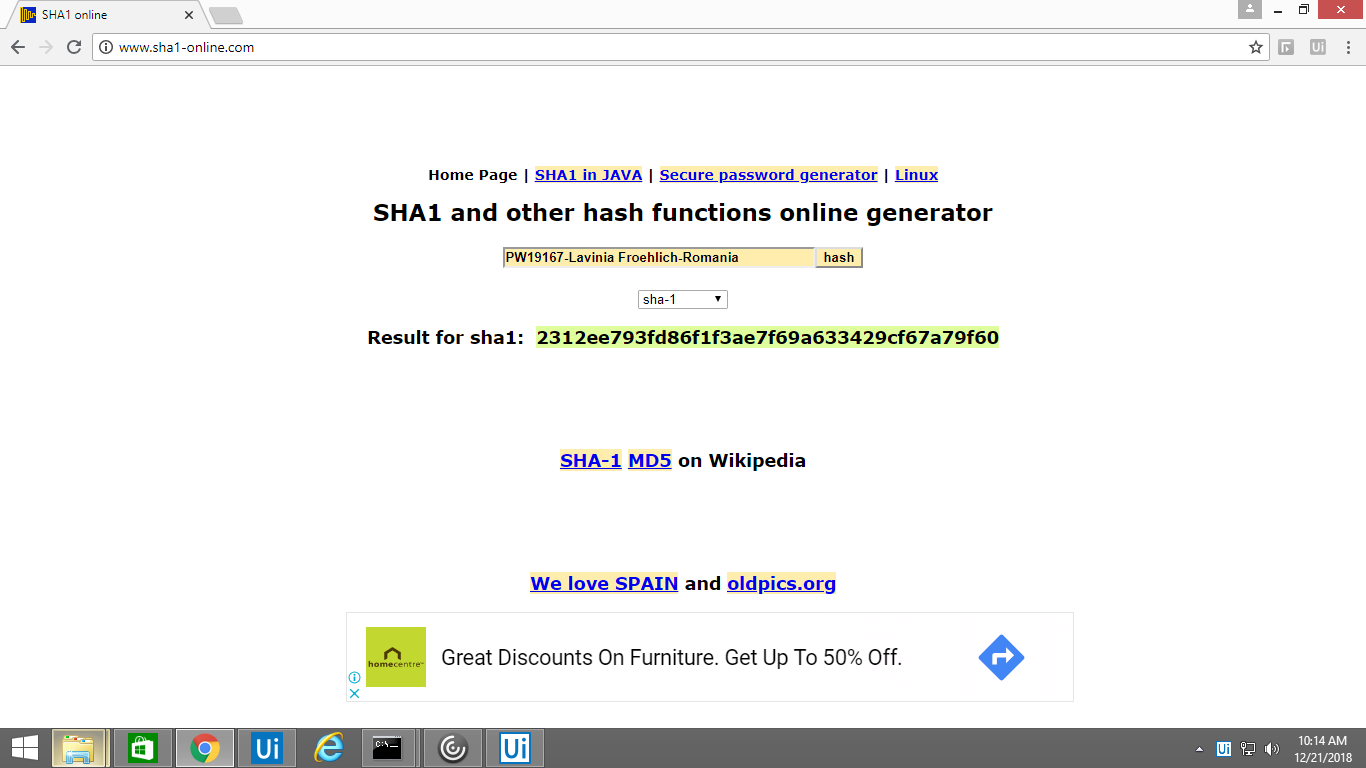 SHA1 online
www.sha1-online.com
Home Page | SHA1 in JAVA | Secure password generator | Linux
SHA1 and other hash functions online generator
PW19167-Lavinia Froehlich-Romania hash
sha-1
Result for sha1: 2312ee793fd86f1f3ae7f69a633429cf67a79f60
SHA-1 MD5 on Wikipedia
We love SPAIN and oldpics.org
homecentre
Great Discounts On Furniture. Get Up To 50% Off.
Ui
Ui
C:\
Ui
Ui
10:14 AM
12/21/2018